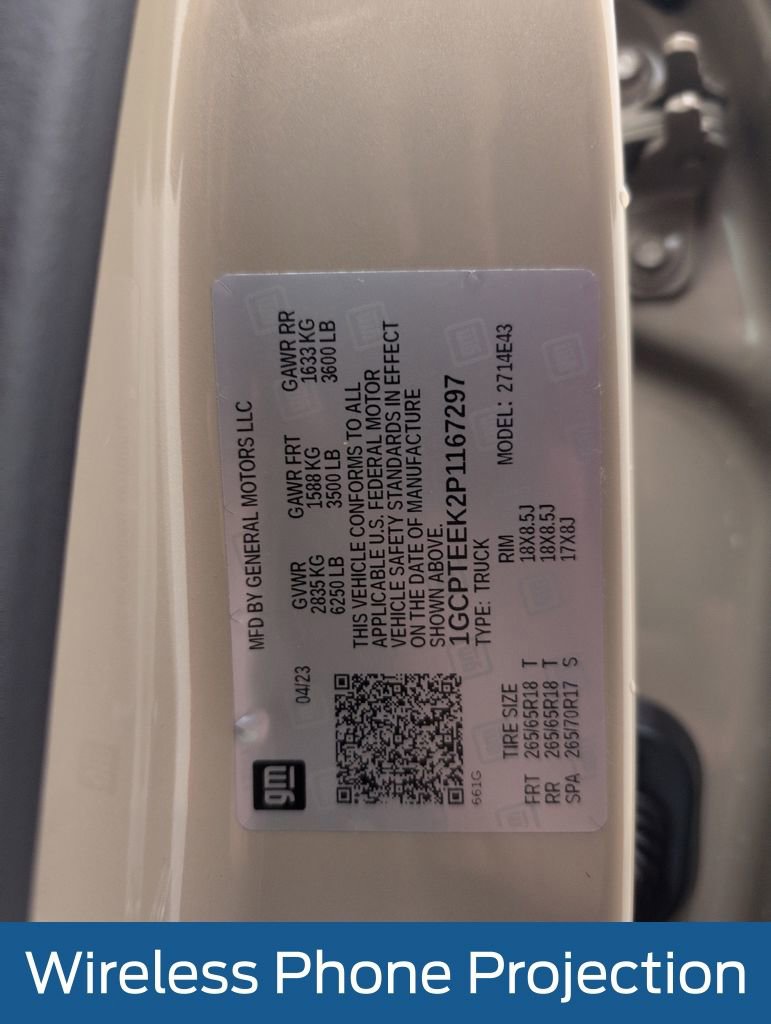 gm
04/23
MFD BY GENERAL MOTORS LLC
GVWR GAWR FRT GAWR RR
2835 KG 1588 KG 1633 KG
6250 LB 3500 LB 3600 LB
THIS VEHICLE CONFORMS TO ALL
APPLICABLE U.S. FEDERAL MOTOR
VEHICLE SAFETY STANDARDS IN EFFECT
ON THE DATE OF MANUFACTURE
SHOWN ABOVE.
1GCPTEEK2P1167297
TYPE: TRUCK MODEL: 2714E43
661G
TIRE SIZE RIM
FRT 265/65R18 T 18X8.5J
RR 265/65R18 T 18X8.5J
SPA 265/70R17 S 17X8J
Wireless Phone Projection